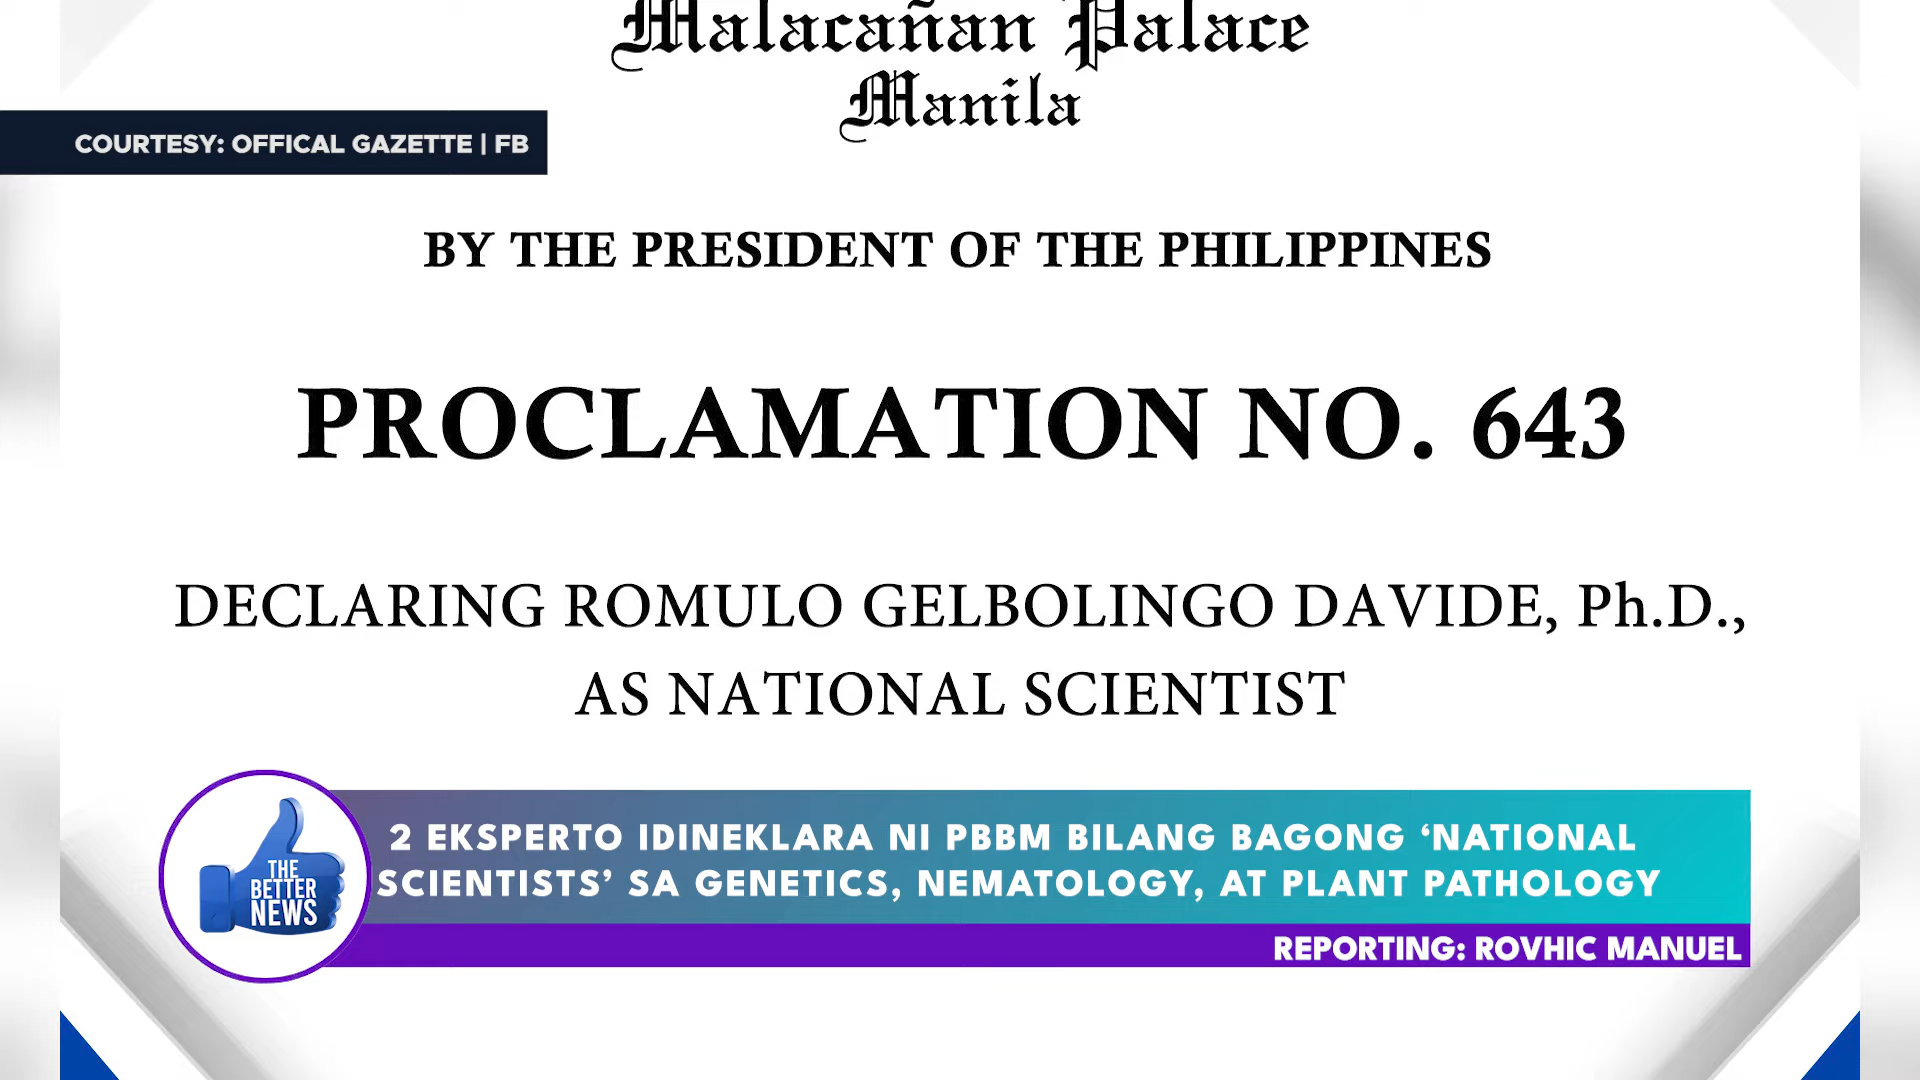 Malacañan Palace
Manila
COURTESY: OFFICAL GAZETTE | FB
BY THE PRESIDENT OF THE PHILIPPINES
PROCLAMATION NO. 643
DECLARING ROMULO GELBOLINGO DAVIDE, Ph.D.,
AS NATIONAL SCIENTIST
2 EKSPERTO IDINEKLARA NI PBBM BILANG BAGONG ‘NATIONAL
SCIENTISTS’ SA GENETICS, NEMATOLOGY, AT PLANT PATHOLOGY
THE
BETTER
NEWS
REPORTING: ROVHIC MANUEL